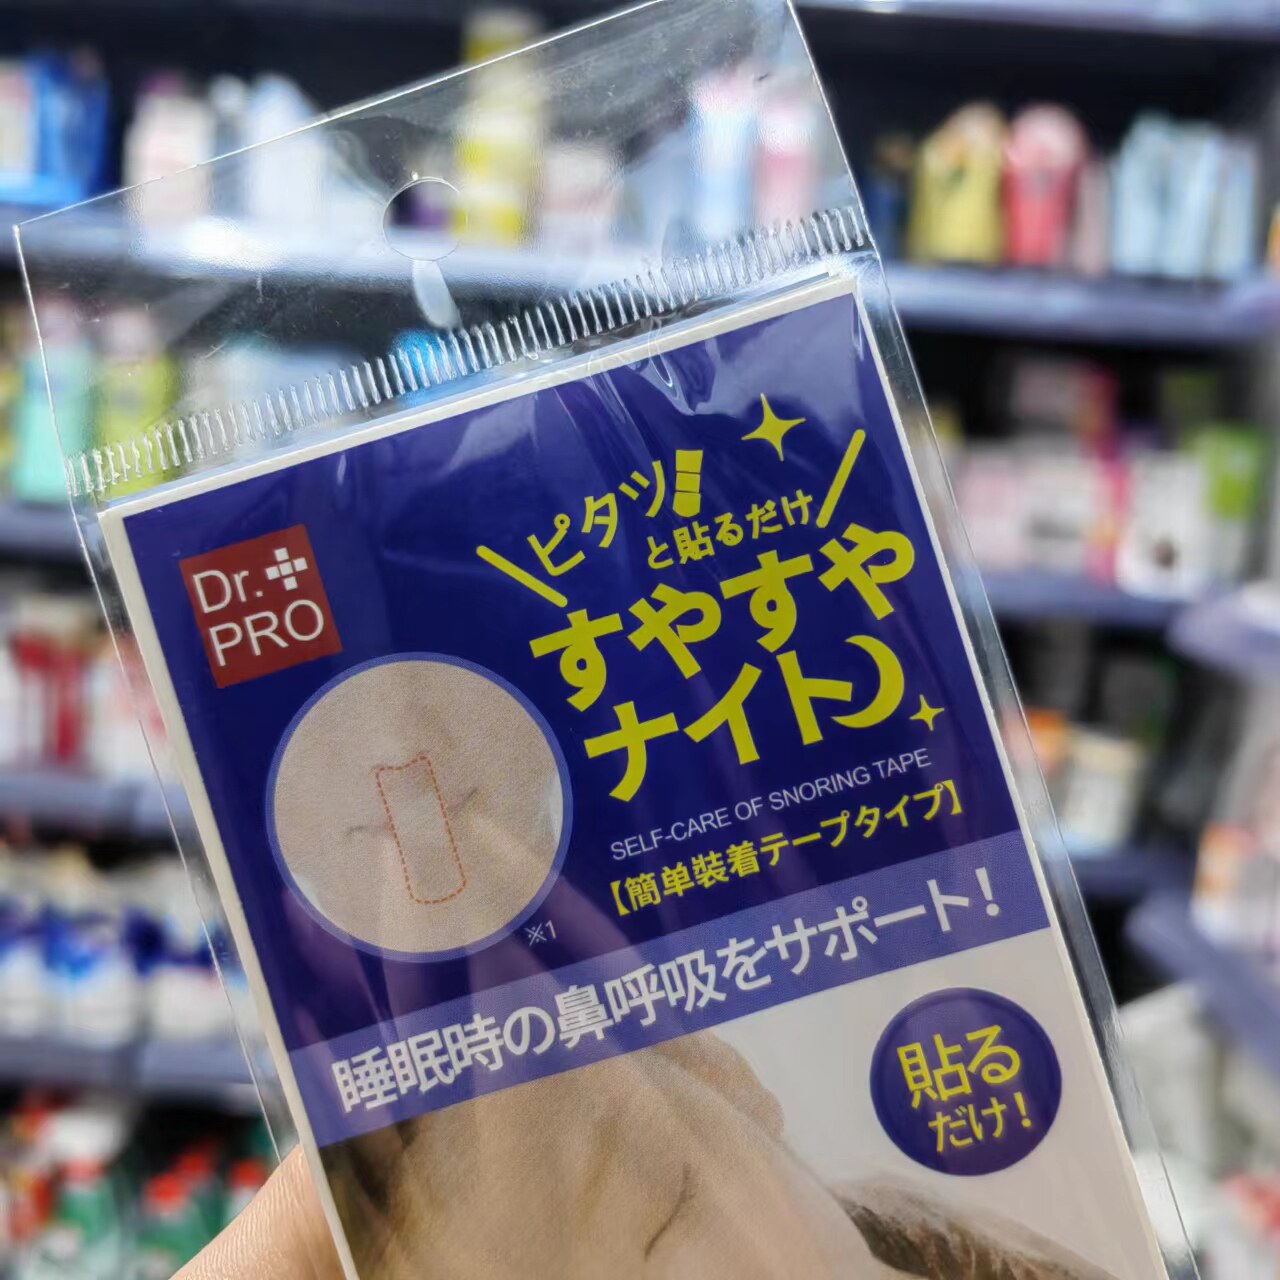 Dr.
PRO
ピタッ!
と貼るだけ
すやすや
ナイト
SELF-CARE OF SNORING TAPE
【簡単装着テープタイプ】
※1
睡眠時の鼻呼吸をサポート!
貼る
だけ!